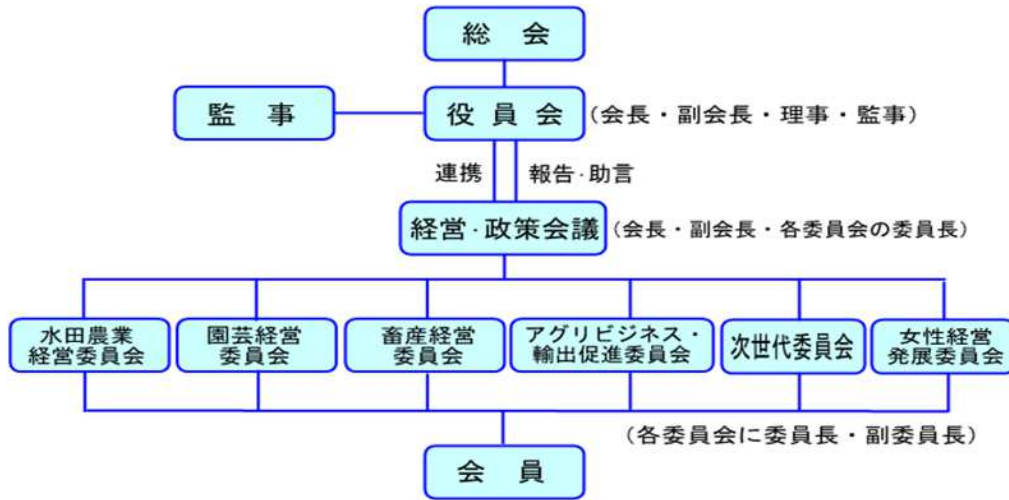 総　会
監　事
役 員 会
(会長・副会長・理事・監事)
連携
報告・助言
経営・政策会議
(会長・副会長・各委員会の委員長)
水田農業
経営委員会
園芸経営
委員会
畜産経営
委員会
アグリビジネス・
輸出促進委員会
次世代委員会
女性経営
発展委員会
(各委員会に委員長・副委員長)
会　員